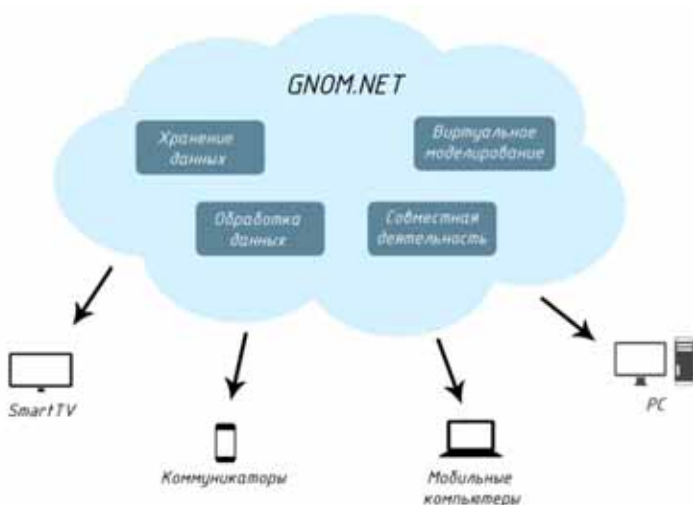 GNOM.NET
Хранение
данных
Виртуальное
моделирование
Обработка
данных
Совместная
деятельность
SmartTV
PC
Коммуникаторы
Мобильные
компьютеры